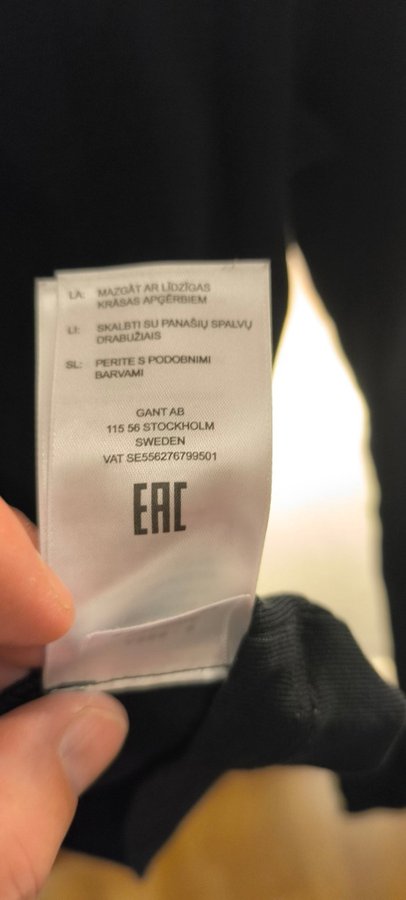 LA: MAZGĀT AR LĪDZĪGAS
KRĀSAS APĢĒRBIEM
LI: SKALBTI SU PANAŠIŲ SPALVŲ
DRABUŽIAIS
SL: PERITE S PODOBNIMI
BARVAMI
GANT AB
115 56 STOCKHOLM
SWEDEN
VAT SE556276799501
EAC